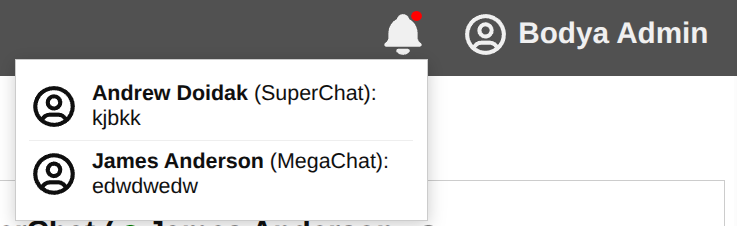 Bodya Admin
Andrew Doidak (SuperChat):
kjbkk
James Anderson (MegaChat):
edwdwedw